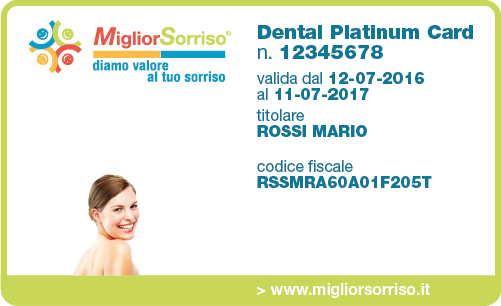 MigliorSorriso®
diamo valore
al tuo sorriso
Dental Platinum Card
n. 12345678
valida dal 12-07-2016
al 11-07-2017
titolare
ROSSI MARIO
codice fiscale
RSSMRA60A01F205T
> www.migliorsorriso.it